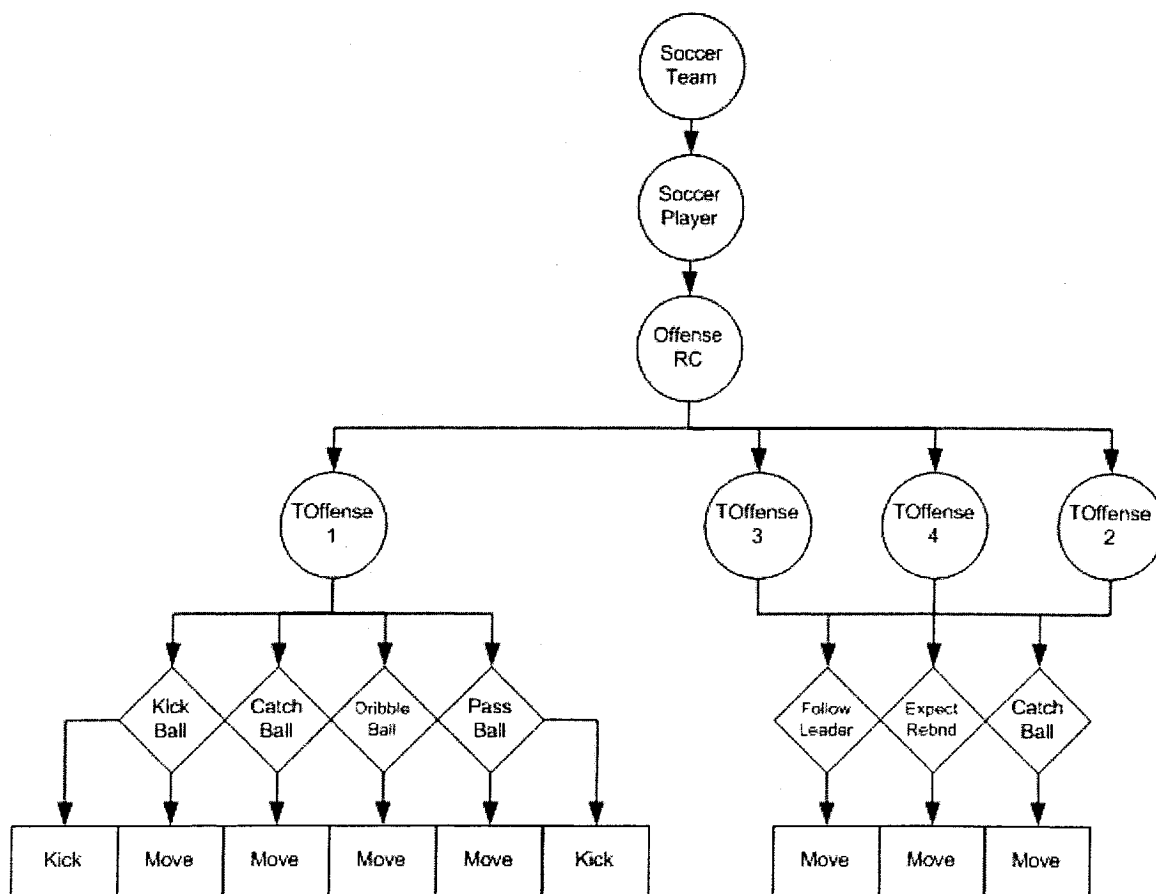 Soccer
Team
Soccer
Player
Offense
RC
TOffense
1
TOffense
3
TOffense
4
TOffense
2
Kick
Ball
Catch
Ball
Dribble
Ball
Pass
Ball
Follow
Leader
Expect
Rebnd
Catch
Ball
Kick
Move
Move
Move
Move
Kick
Move
Move
Move